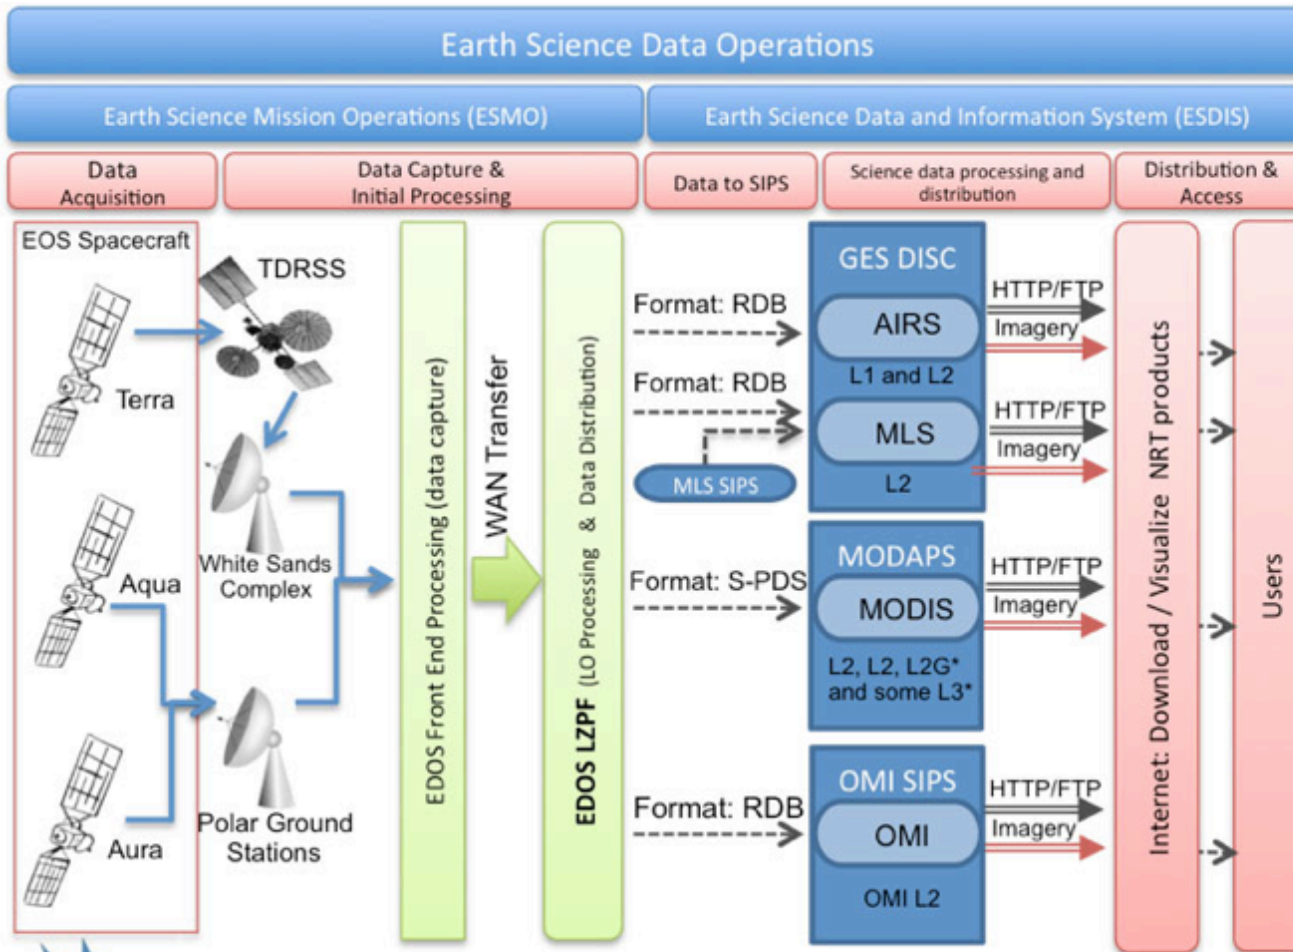 Earth Science Data Operations
Earth Science Mission Operations (ESMO)
Earth Science Data and Information System (ESDIS)
Data
Acquisition
Data Capture &
Initial Processing
Data to SIPS
Science data processing and
distribution
Distribution &
Access
EOS Spacecraft
Terra
Aqua
Aura
TDRSS
White Sands
Complex
Polar Ground
Stations
EDOS Front End Processing (data capture)
WAN Transfer
EDOS LZPF (LO Processing & Data Distribution)
Format: RDB
Format: RDB
MLS SIPS
Format: S-PDS
Format: RDB
GES DISC
AIRS
L1 and L2
MLS
L2
MODAPS
MODIS
L2, L2, L2G*
and some L3*
OMI SIPS
OMI
OMI L2
HTTP/FTP
Imagery
HTTP/FTP
Imagery
HTTP/FTP
Imagery
HTTP/FTP
Imagery
Internet: Download / Visualize NRT products
Users